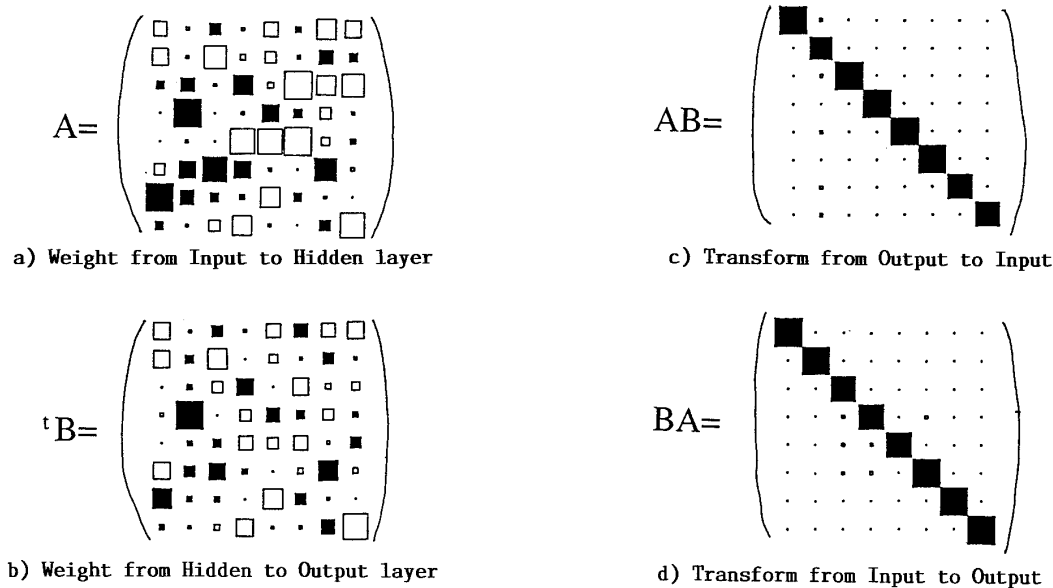 A=
a) Weight from Input to Hidden layer
AB=
c) Transform from Output to Input
ᵗB=
b) Weight from Hidden to Output layer
BA=
d) Transform from Input to Output